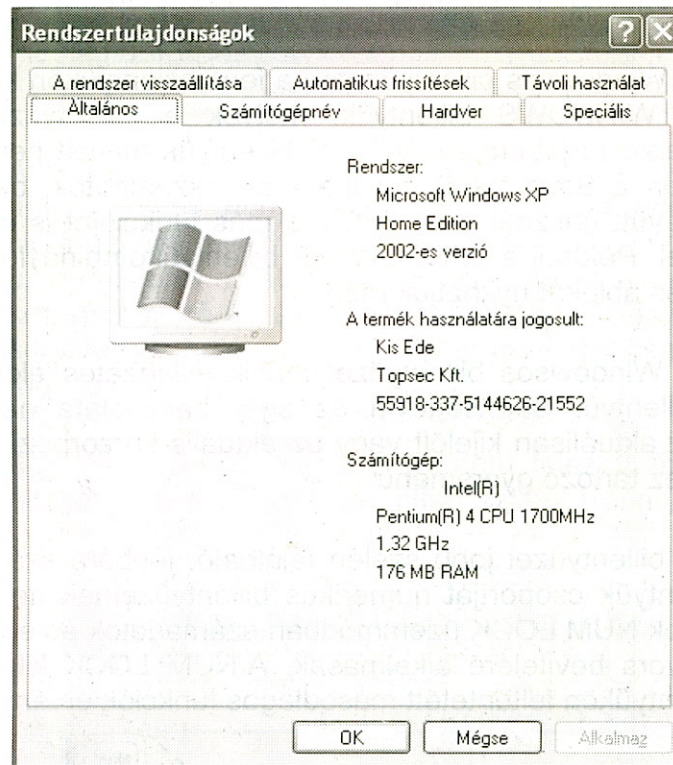 Rendszertulajdonságok
A rendszer visszaállítása
Automatikus frissítések
Távoli használat
Általános
Számítógépnév
Hardver
Speciális
Rendszer:
Microsoft Windows XP
Home Edition
2002-es verzió
A termék használatára jogosult:
Kis Ede
Topsec Kft.
55918-337-5144626-21552
Számítógép:
Intel(R)
Pentium(R) 4 CPU 1700MHz
1.32 GHz
176 MB RAM
OK
Mégse
Alkalmaz